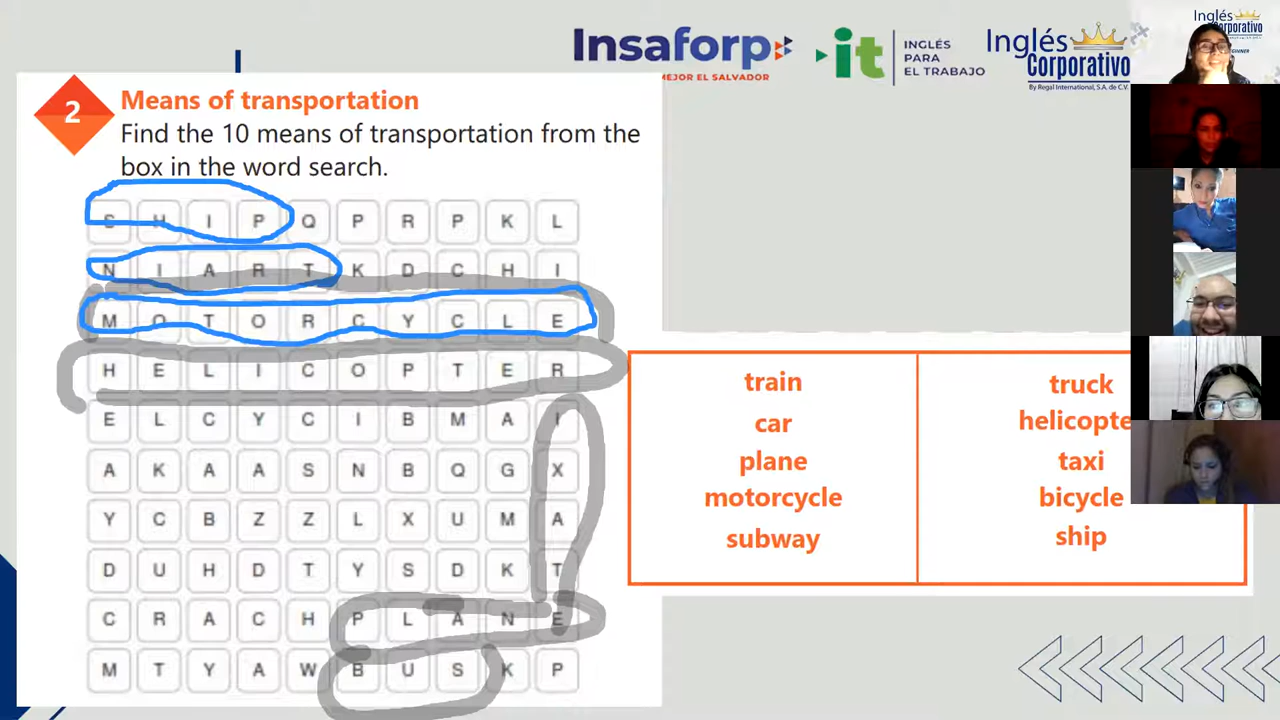 Insaforp
MEJOR EL SALVADOR
it
INGLÉS
PARA
EL TRABAJO
Inglés
Corporativo
By Regal International, S.A. de C.V.
Inglés
Corporativo
2
Means of transportation
Find the 10 means of transportation from the
box in the word search.
S H I P Q P R P K L
N I A R T K D C H I
M O T O R C Y C L E
H E L I C O P T E R
E L C Y C I B M A I
A K A A S N B Q G X
Y C B Z Z L X U M A
D U H D T Y S D K T
C R A C H P L A N E
M T Y A W B U S K P
train
car
plane
motorcycle
subway
truck
helicopte
taxi
bicycle
ship